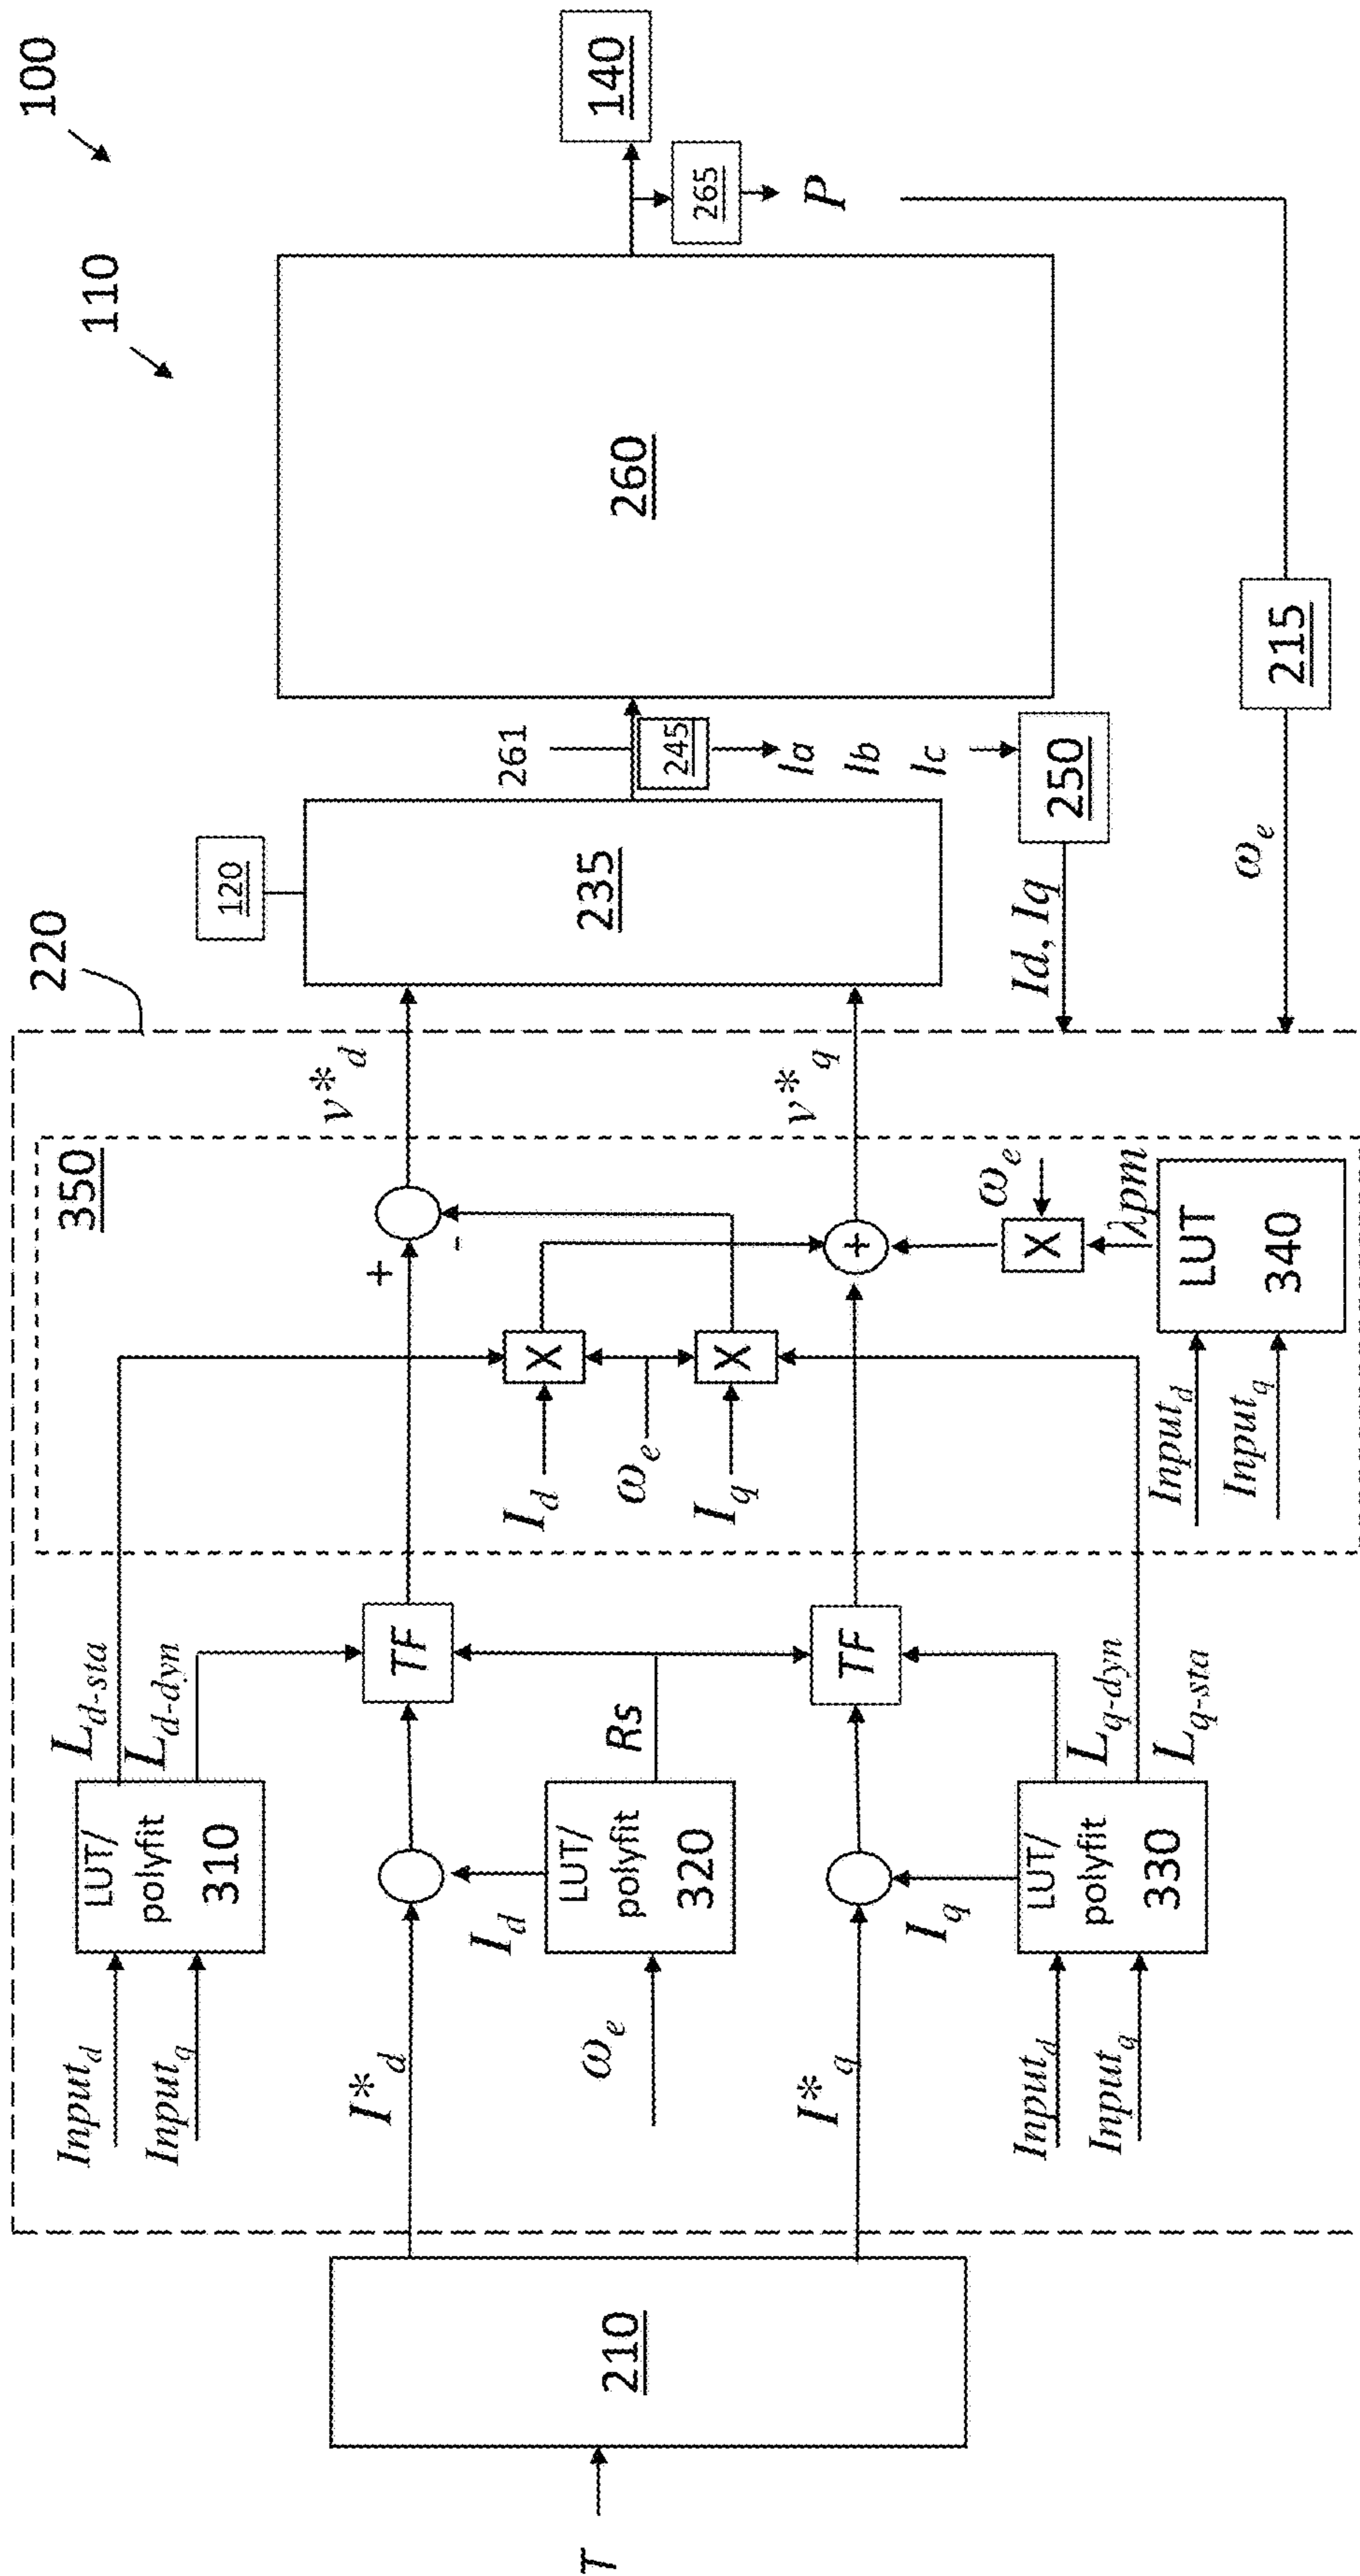 100
110
140
265
P
260
215
ωe
261
245
Ia
Ib
Ic
250
Id, Iq
120
235
220
v*d
v*q
350
+
-
+
X
X
X
ωe
λpm
LUT
340
Inputd
Inputq
Id
ωe
Iq
TF
TF
Ld-sta
Ld-dyn
Rs
Lq-dyn
Lq-sta
LUT/
polyfit
310
LUT/
polyfit
320
LUT/
polyfit
330
Id
Iq
Inputd
Inputq
I*d
ωe
I*q
Inputd
Inputq
210
T